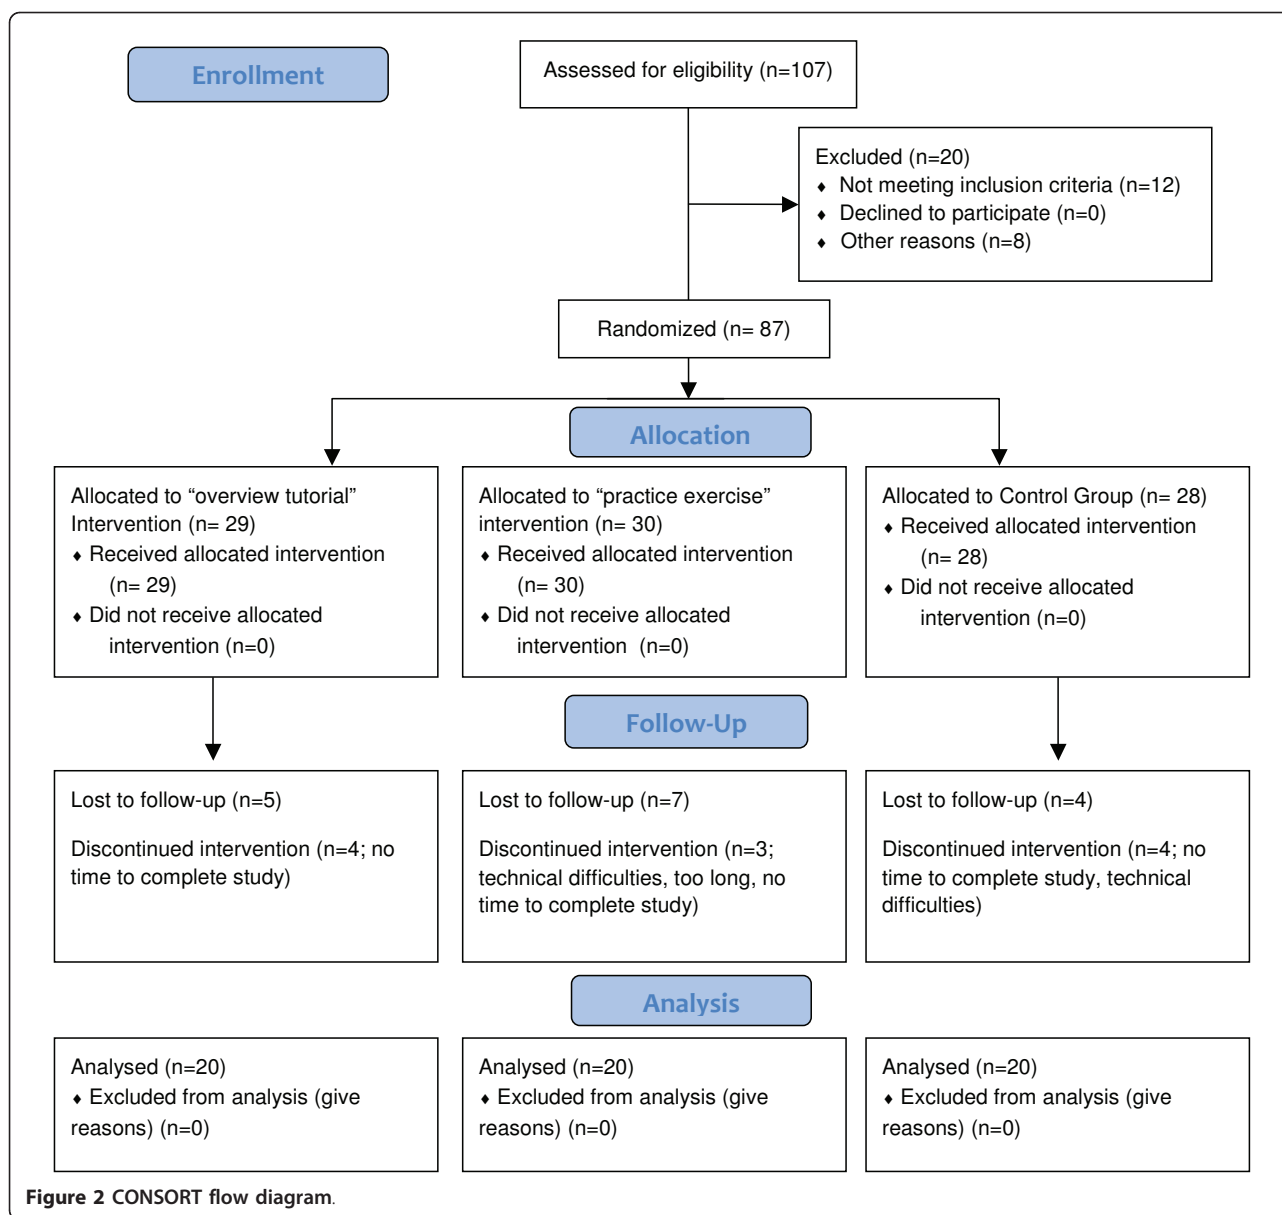 Enrollment
Assessed for eligibility (n=107)
Excluded (n=20)
♦ Not meeting inclusion criteria (n=12)
♦ Declined to participate (n=0)
♦ Other reasons (n=8)
Randomized (n= 87)
Allocation
Allocated to “overview tutorial”
Intervention (n= 29)
♦ Received allocated intervention
(n= 29)
♦ Did not receive allocated
intervention (n=0)
Allocated to “practice exercise”
intervention (n= 30)
♦ Received allocated intervention
(n= 30)
♦ Did not receive allocated
intervention (n=0)
Allocated to Control Group (n= 28)
♦ Received allocated intervention
(n= 28)
♦ Did not receive allocated
intervention (n=0)
Follow-Up
Lost to follow-up (n=5)
Discontinued intervention (n=4; no
time to complete study)
Lost to follow-up (n=7)
Discontinued intervention (n=3;
technical difficulties, too long, no
time to complete study)
Lost to follow-up (n=4)
Discontinued intervention (n=4; no
time to complete study, technical
difficulties)
Analysis
Analysed (n=20)
♦ Excluded from analysis (give
reasons) (n=0)
Analysed (n=20)
♦ Excluded from analysis (give
reasons) (n=0)
Analysed (n=20)
♦ Excluded from analysis (give
reasons) (n=0)
Figure 2 CONSORT flow diagram.